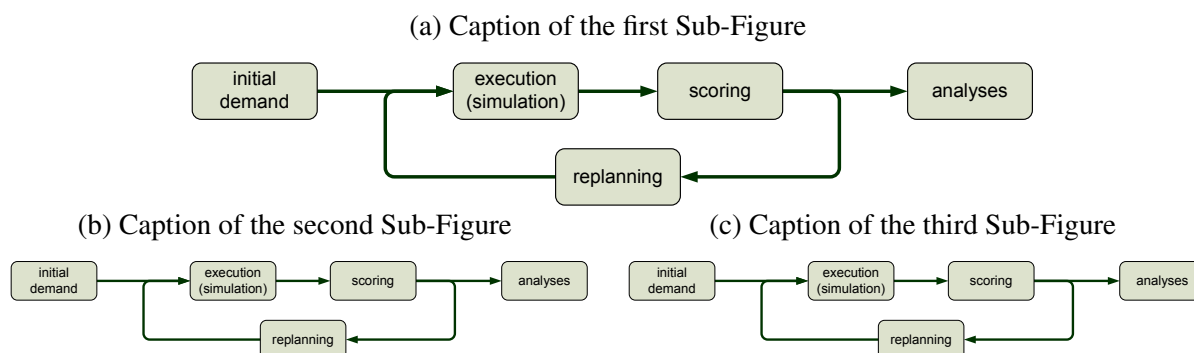 (a) Caption of the first Sub-Figure
initial
demand
execution
(simulation)
scoring
analyses
replanning
(b) Caption of the second Sub-Figure
initial
demand
execution
(simulation)
scoring
analyses
replanning
(c) Caption of the third Sub-Figure
initial
demand
execution
(simulation)
scoring
analyses
replanning